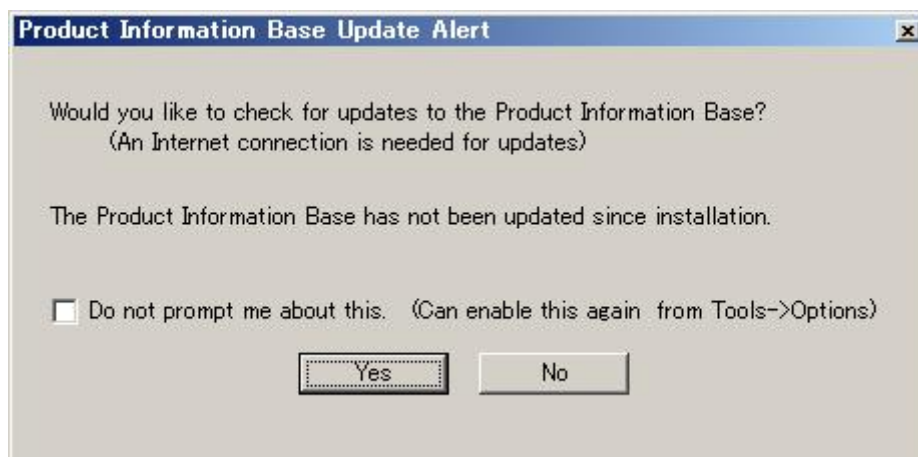 Product Information Base Update Alert
Would you like to check for updates to the Product Information Base?
(An Internet connection is needed for updates)
The Product Information Base has not been updated since installation.
Do not prompt me about this. (Can enable this again from Tools->Options)
Yes No